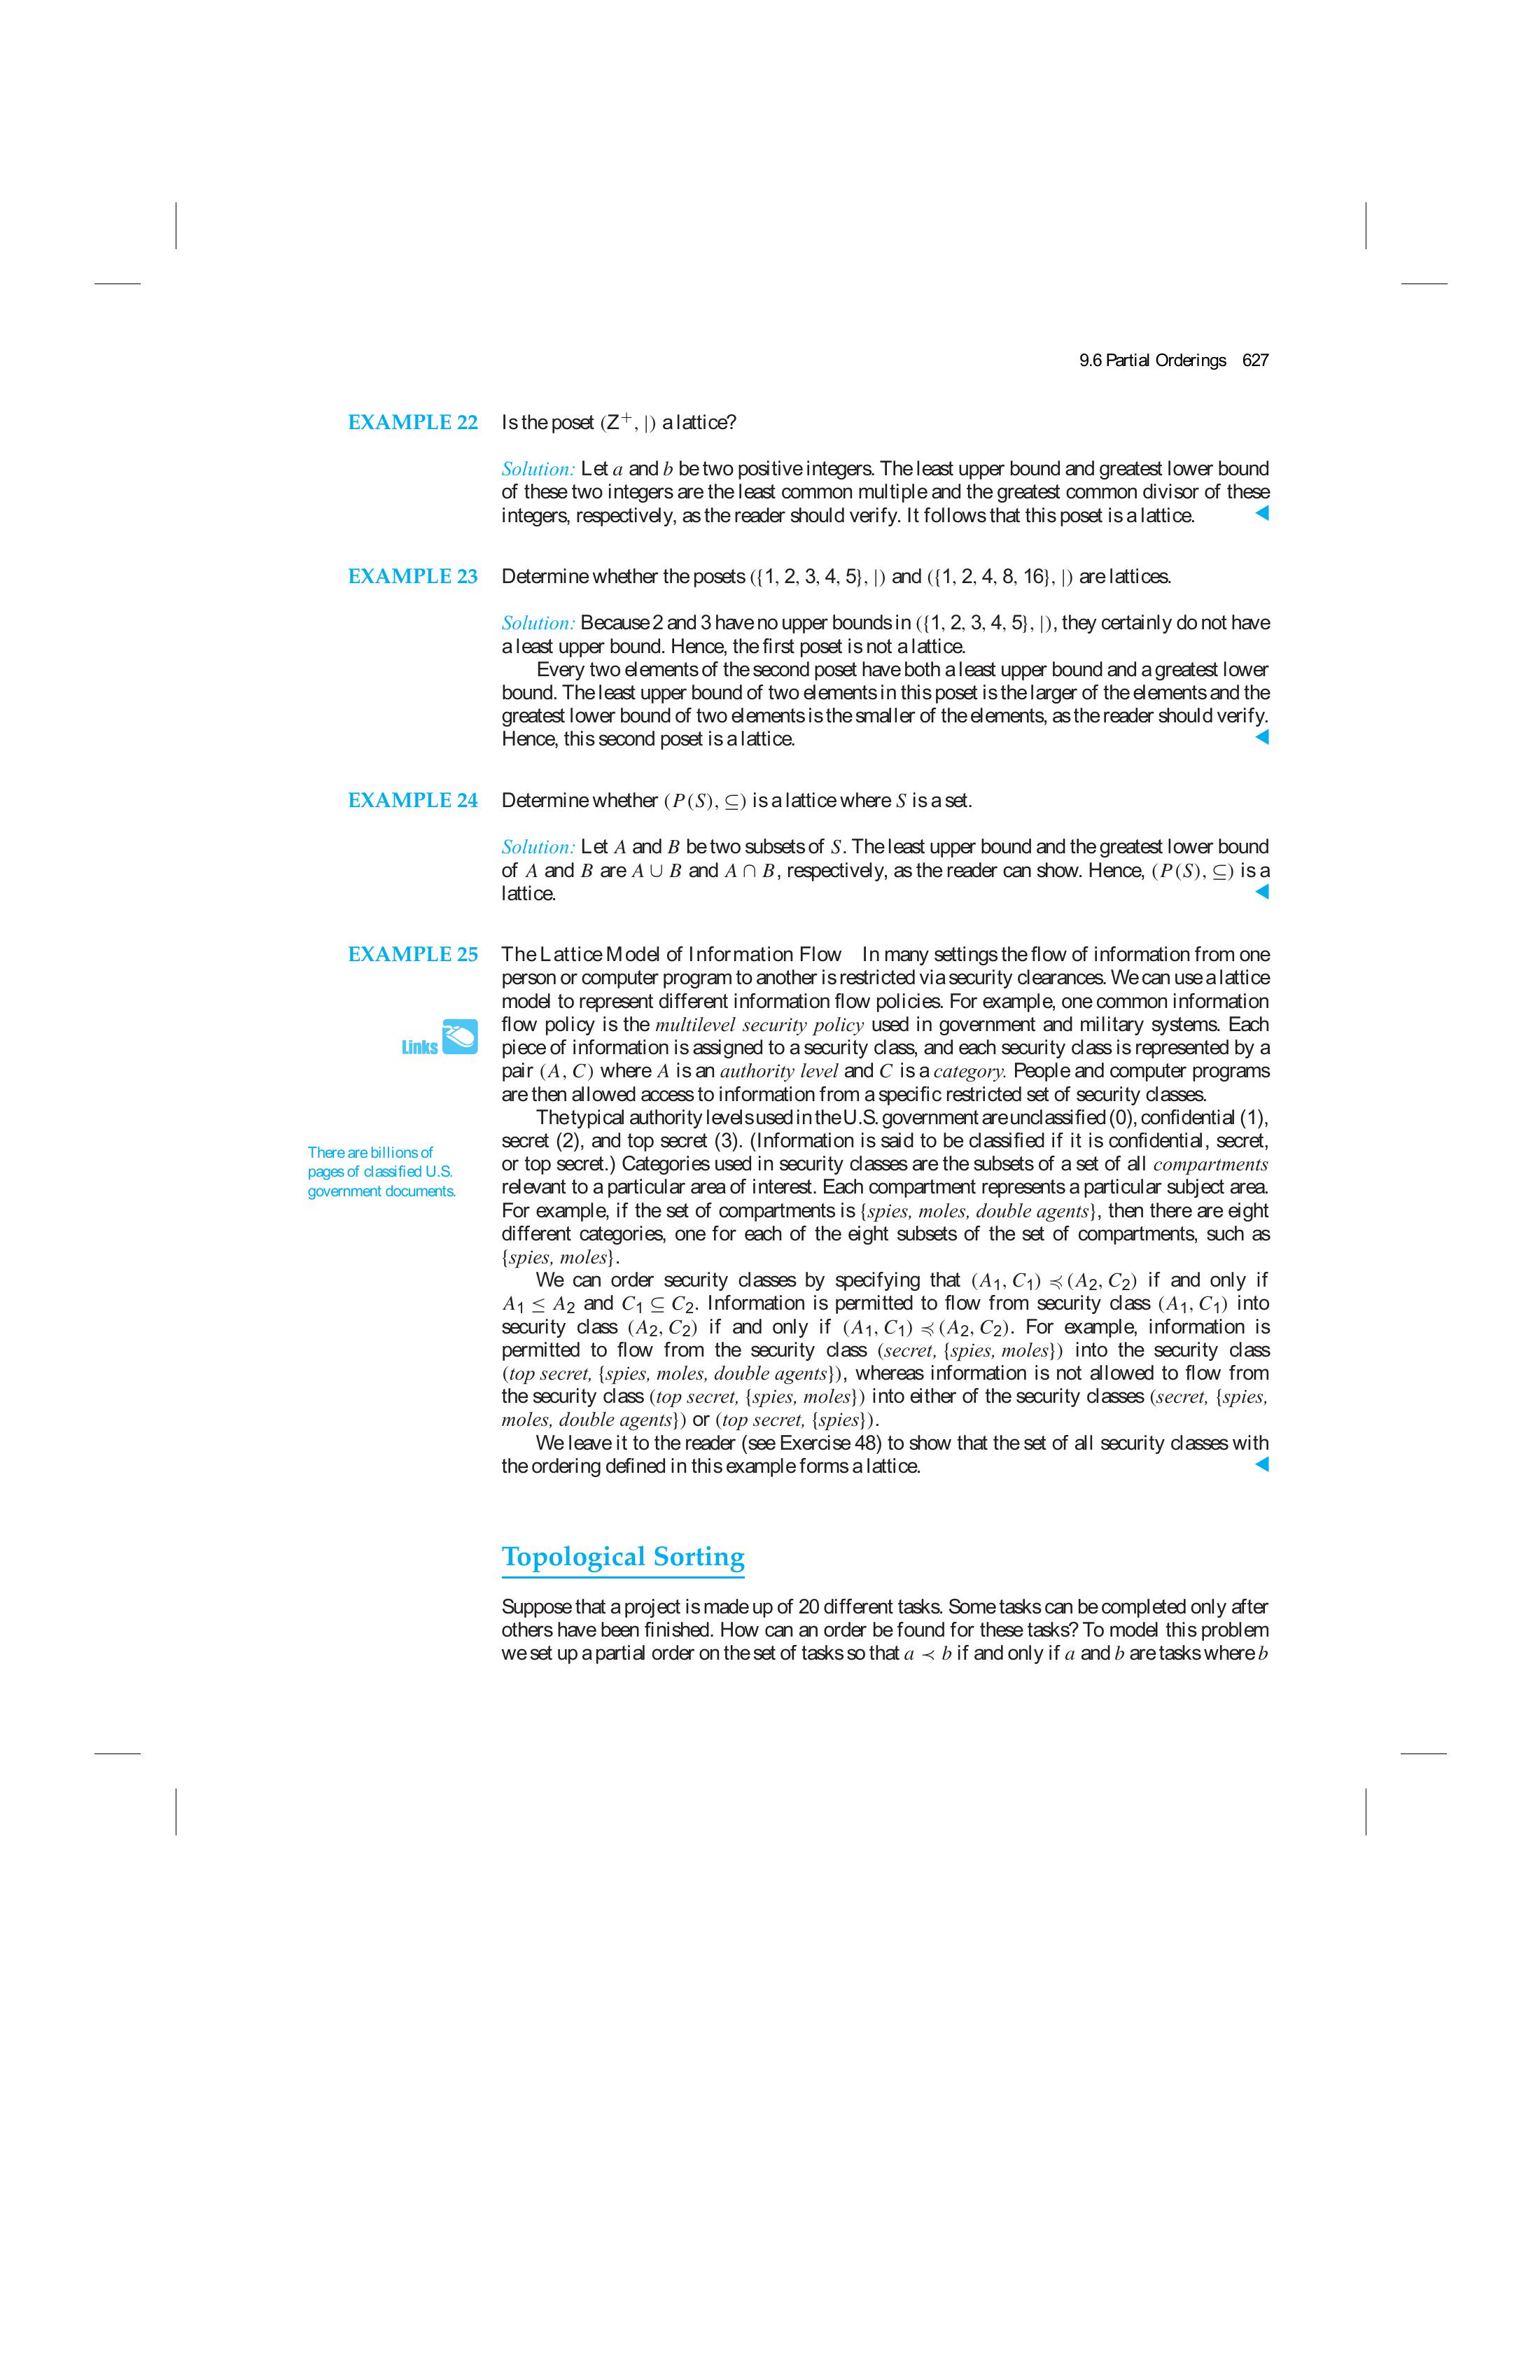 9.6 Partial Orderings 627
EXAMPLE 22 Is the poset (Z⁺, |) a lattice?
Solution: Let a and b be two positive integers. The least upper bound and greatest lower bound
of these two integers are the least common multiple and the greatest common divisor of these
integers, respectively, as the reader should verify. It follows that this poset is a lattice. ◀
EXAMPLE 23 Determine whether the posets ({1, 2, 3, 4, 5}, |) and ({1, 2, 4, 8, 16}, |) are lattices.
Solution: Because 2 and 3 have no upper bounds in ({1, 2, 3, 4, 5}, |), they certainly do not have
a least upper bound. Hence, the first poset is not a lattice.
Every two elements of the second poset have both a least upper bound and a greatest lower
bound. The least upper bound of two elements in this poset is the larger of the elements and the
greatest lower bound of two elements is the smaller of the elements, as the reader should verify.
Hence, this second poset is a lattice. ◀
EXAMPLE 24 Determine whether (P(S), ⊆) is a lattice where S is a set.
Solution: Let A and B be two subsets of S. The least upper bound and the greatest lower bound
of A and B are A ∪ B and A ∩ B, respectively, as the reader can show. Hence, (P(S), ⊆) is a
lattice. ◀
EXAMPLE 25 The Lattice Model of Information Flow In many settings the flow of information from one
person or computer program to another is restricted via security clearances. We can use a lattice
model to represent different information flow policies. For example, one common information
flow policy is the multilevel security policy used in government and military systems. Each
piece of information is assigned to a security class, and each security class is represented by a
pair (A, C) where A is an authority level and C is a category. People and computer programs
are then allowed access to information from a specific restricted set of security classes.
Links
The typical authority levels used in the U.S. government are unclassified (0), confidential (1),
secret (2), and top secret (3). (Information is said to be classified if it is confidential, secret,
or top secret.) Categories used in security classes are the subsets of a set of all compartments
relevant to a particular area of interest. Each compartment represents a particular subject area.
For example, if the set of compartments is {spies, moles, double agents}, then there are eight
different categories, one for each of the eight subsets of the set of compartments, such as
{spies, moles}.
There are billions of
pages of classified U.S.
government documents.
We can order security classes by specifying that (A₁, C₁) ≼ (A₂, C₂) if and only if
A₁ ≤ A₂ and C₁ ⊆ C₂. Information is permitted to flow from security class (A₁, C₁) into
security class (A₂, C₂) if and only if (A₁, C₁) ≼ (A₂, C₂). For example, information is
permitted to flow from the security class (secret, {spies, moles}) into the security class
(top secret, {spies, moles, double agents}), whereas information is not allowed to flow from
the security class (top secret, {spies, moles}) into either of the security classes (secret, {spies,
moles, double agents}) or (top secret, {spies}).
We leave it to the reader (see Exercise 48) to show that the set of all security classes with
the ordering defined in this example forms a lattice. ◀
Topological Sorting
Suppose that a project is made up of 20 different tasks. Some tasks can be completed only after
others have been finished. How can an order be found for these tasks? To model this problem
we set up a partial order on the set of tasks so that a ≺ b if and only if a and b are tasks where b